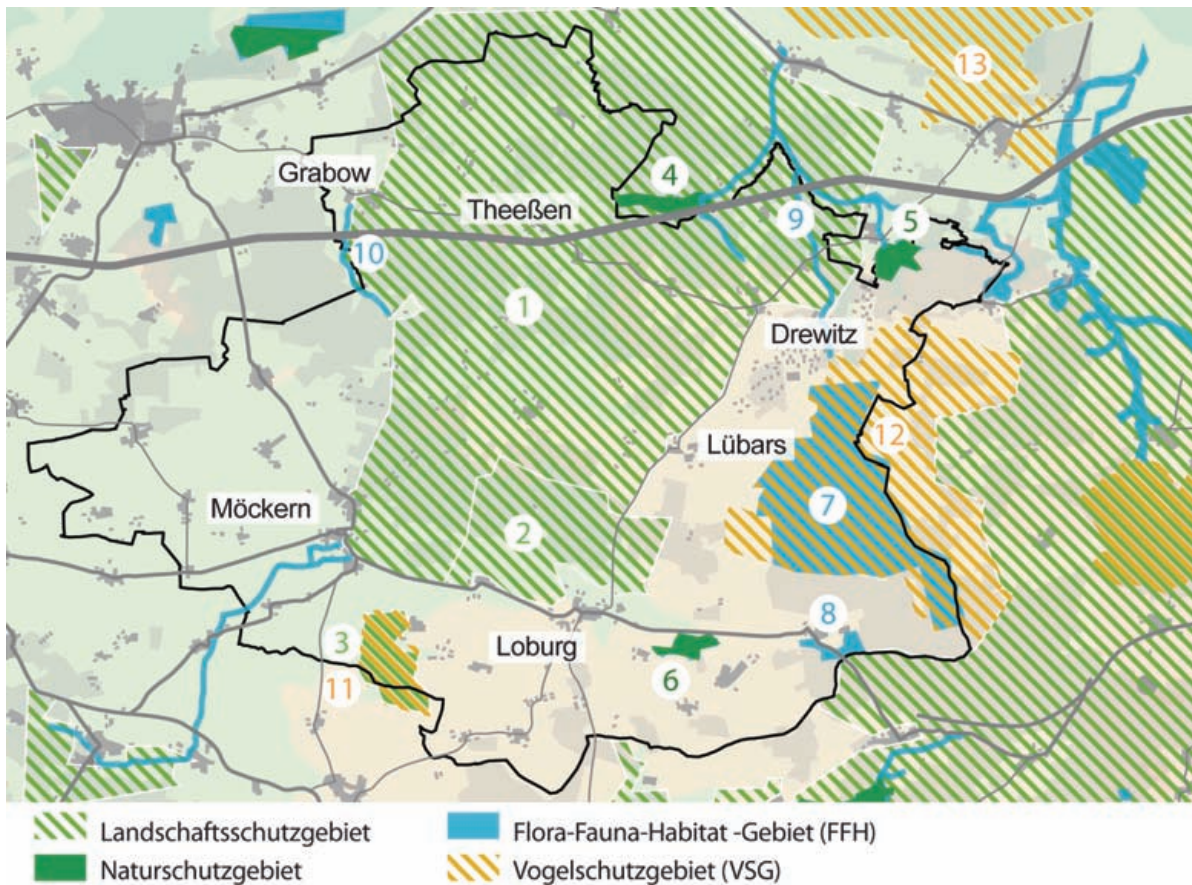 13
4
Grabow
Theeßen
9
5
10
1
Drewitz
12
Lübars
7
Möckern
2
8
3
Loburg
6
11
Landschaftsschutzgebiet
Flora-Fauna-Habitat -Gebiet (FFH)
Naturschutzgebiet
Vogelschutzgebiet (VSG)